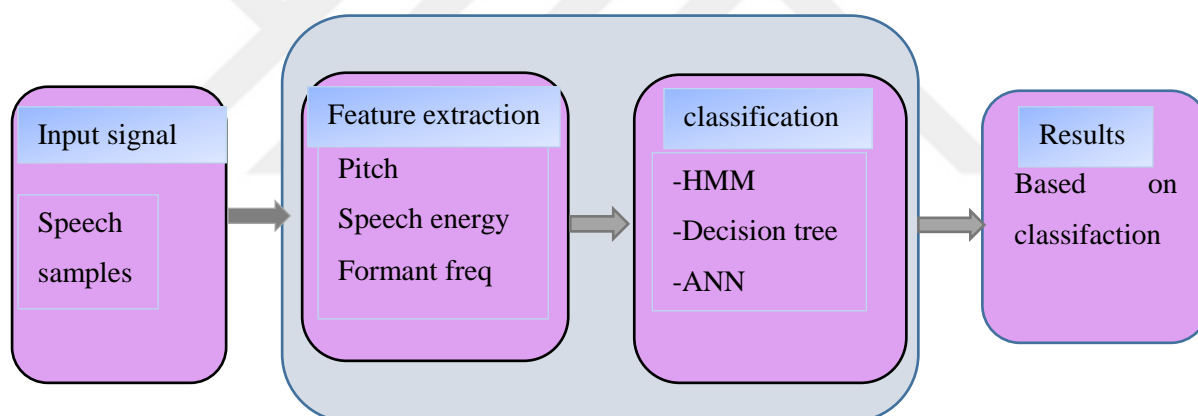 Input signal
Speech
samples
Feature extraction
Pitch
Speech energy
Formant freq
classification
-HMM
-Decision tree
-ANN
Results
Based on
classifaction